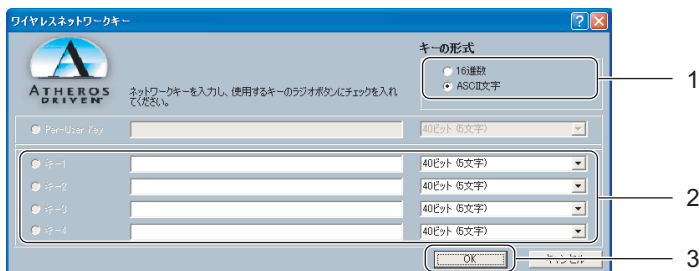 ワイヤレスネットワークキー
キーの形式
16進数
ASCII文字
1
ATHEROS
DRIVEN
ネットワークキーを入力し、使用するキーのラジオボタンにチェックを入れ
てください。
Per-User Key
40ビット (5文字)
キー1
40ビット (5文字)
キー2
40ビット (5文字)
2
キー3
40ビット (5文字)
キー4
40ビット (5文字)
OK
キャンセル
3